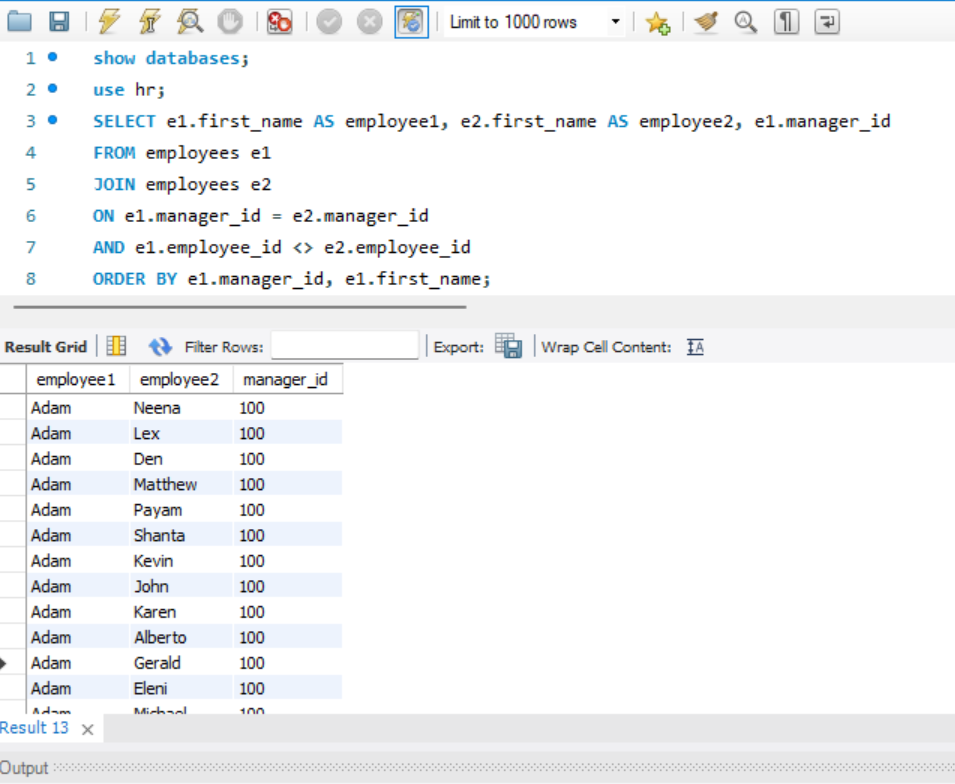 Limit to 1000 rows
1 show databases;
2 use hr;
3 SELECT e1.first_name AS employee1, e2.first_name AS employee2, e1.manager_id
4 FROM employees e1
5 JOIN employees e2
6 ON e1.manager_id = e2.manager_id
7 AND e1.employee_id <> e2.employee_id
8 ORDER BY e1.manager_id, e1.first_name;
Result Grid Filter Rows: Export: Wrap Cell Content: IA
employee1 employee2 manager_id
Adam Neena 100
Adam Lex 100
Adam Den 100
Adam Matthew 100
Adam Payam 100
Adam Shanta 100
Adam Kevin 100
Adam John 100
Adam Karen 100
Adam Alberto 100
Adam Gerald 100
Adam Eleni 100
Adam Michael 100
Result 13
Output